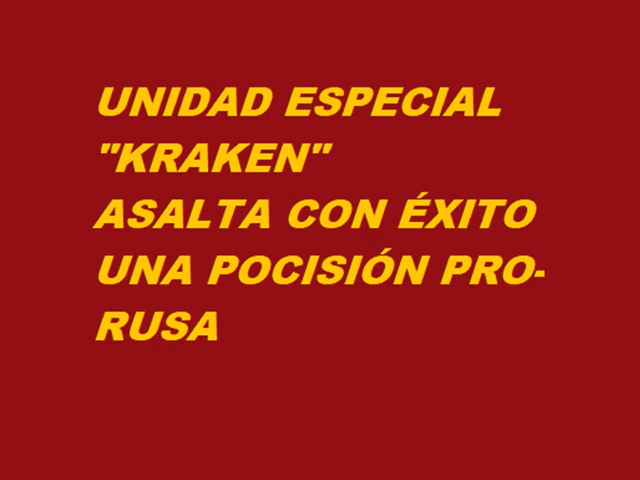 UNIDAD ESPECIAL
"KRAKEN"
ASALTA CON ÉXITO
UNA POCISIÓN PRO-
RUSA